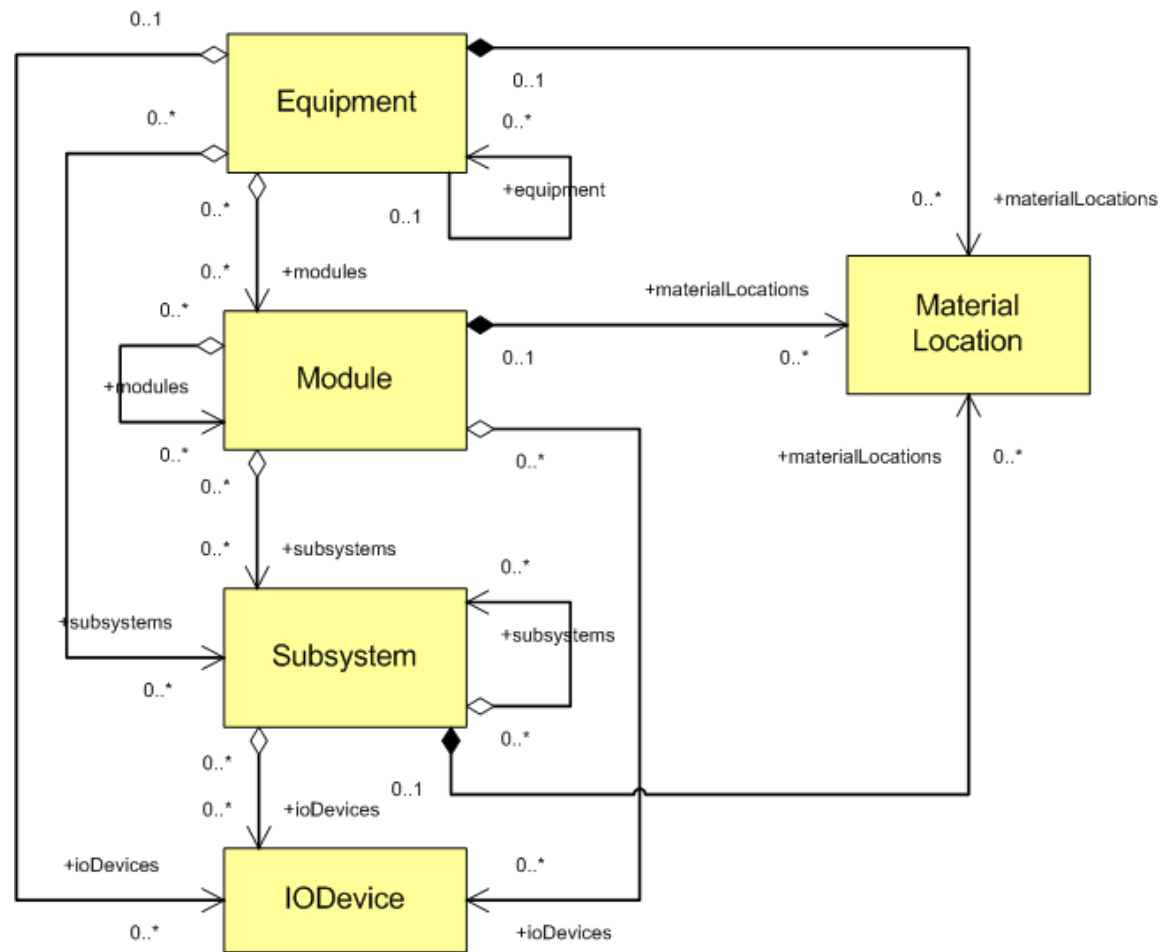 0..1
Equipment
0..1
0..*
0..*
+equipment
0..*
0..1
0..*
+materialLocations
0..*
+modules
0..*
+materialLocations
Material
Location
Module
0..1
0..*
+modules
0..*
0..*
+materialLocations
0..*
0..*
0..*
+subsystems
0..*
+subsystems
+subsystems
Subsystem
0..*
0..*
0..*
0..1
0..*
+ioDevices
+ioDevices
0..*
IODevice
0..*
+ioDevices